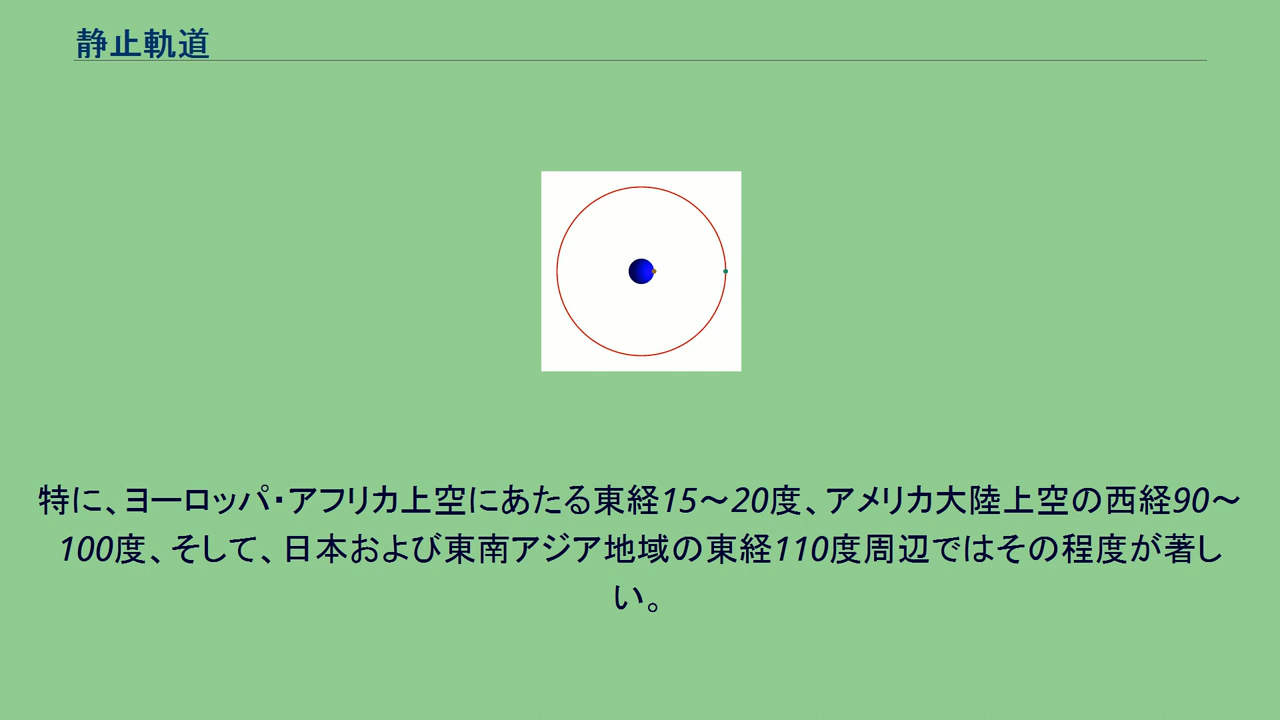 静止軌道
特に、ヨーロッパ・アフリカ上空にあたる東経15～20度、アメリカ大陸上空の西経90～
100度、そして、日本および東南アジア地域の東経110度周辺ではその程度が著し
い。